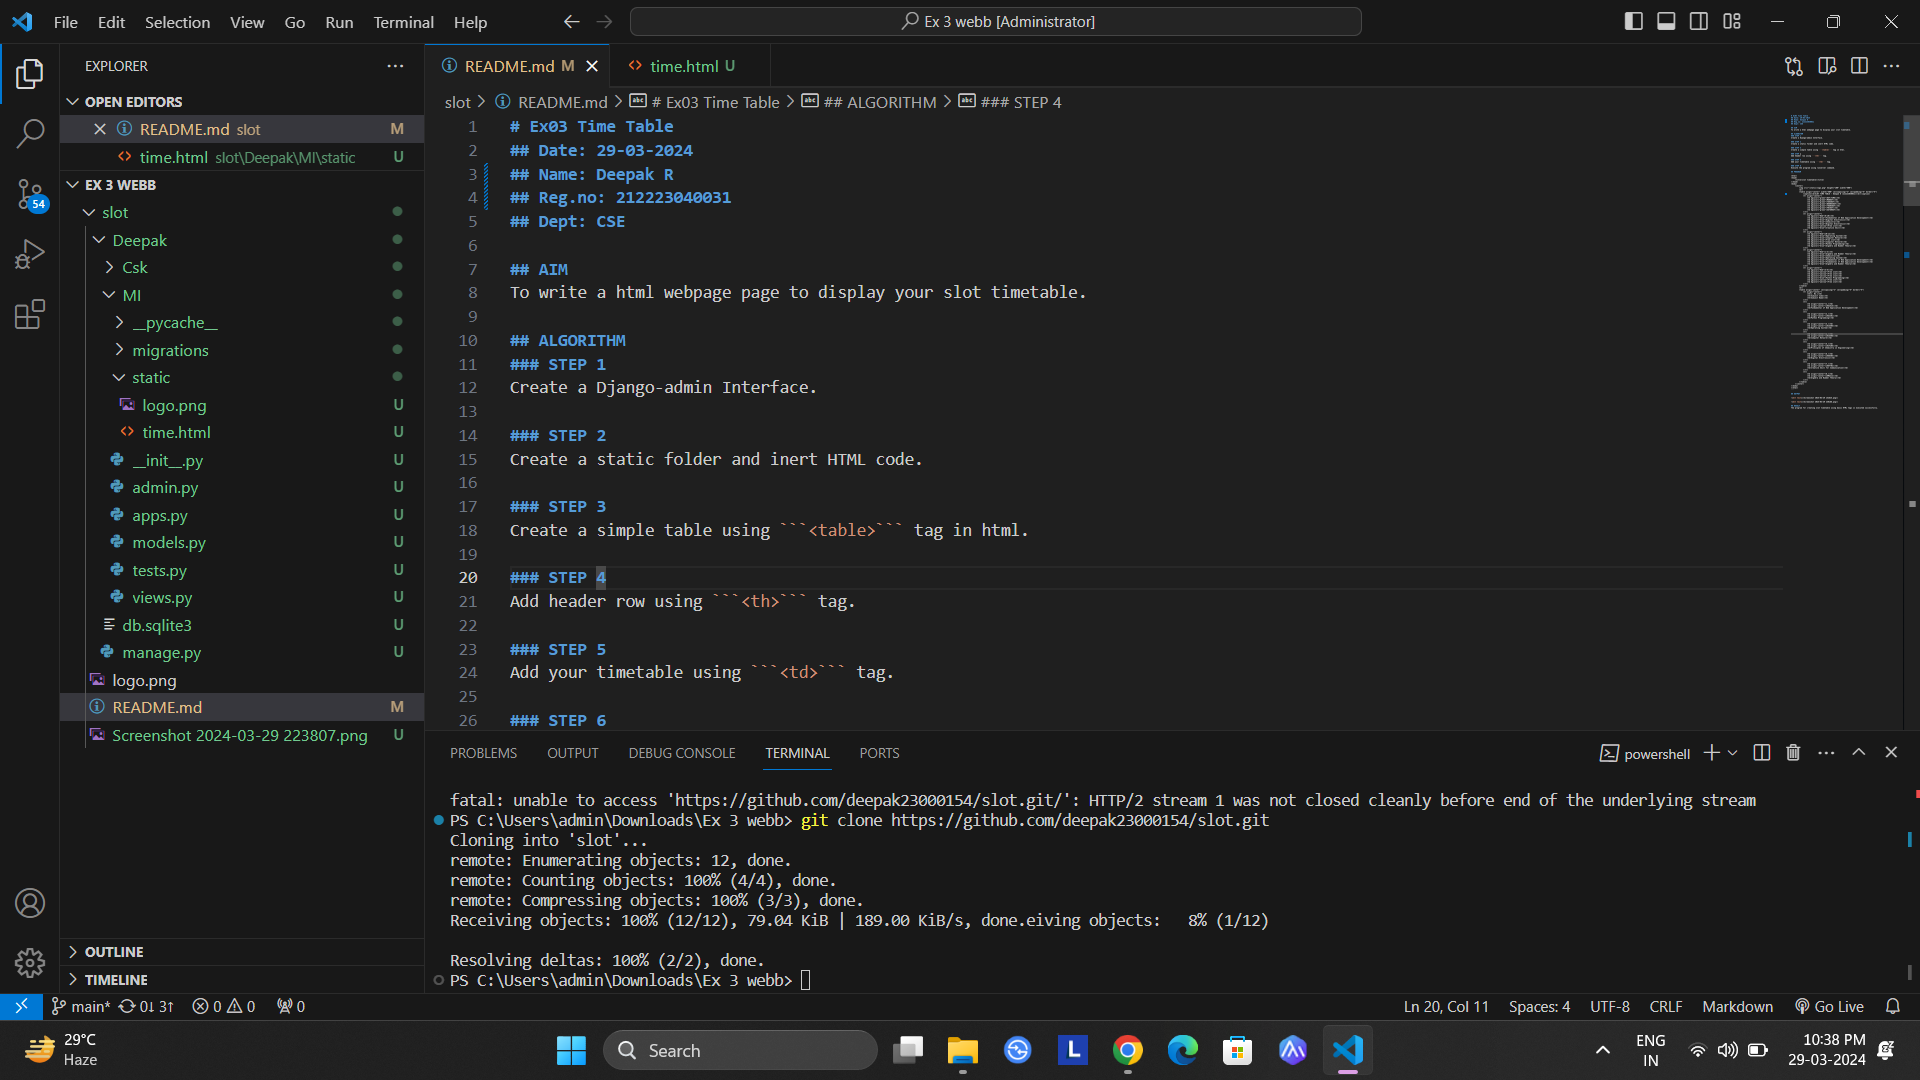 File Edit Selection View Go Run Terminal Help
Ex 3 webb [Administrator]
EXPLORER
OPEN EDITORS
README.md slot M
time.html slot\Deepak\MI\static U
EX 3 WEBB
slot
Deepak
Csk
MI
__pycache__
migrations
static
logo.png U
time.html U
__init__.py U
admin.py U
apps.py U
models.py U
tests.py U
views.py U
db.sqlite3 U
manage.py U
logo.png
README.md M
Screenshot 2024-03-29 223807.png U
OUTLINE
TIMELINE
54
README.md M
time.html U
slot > README.md > # Ex03 Time Table > ## ALGORITHM > ### STEP 4
1 # Ex03 Time Table
2 ## Date: 29-03-2024
3 ## Name: Deepak R
4 ## Reg.no: 212223040031
5 ## Dept: CSE
6
7 ## AIM
8 To write a html webpage page to display your slot timetable.
9
10 ## ALGORITHM
11 ### STEP 1
12 Create a Django-admin Interface.
13
14 ### STEP 2
15 Create a static folder and inert HTML code.
16
17 ### STEP 3
18 Create a simple table using ```<table>``` tag in html.
19
20 ### STEP 4
21 Add header row using ```<th>``` tag.
22
23 ### STEP 5
24 Add your timetable using ```<td>``` tag.
25
26 ### STEP 6
PROBLEMS OUTPUT DEBUG CONSOLE TERMINAL PORTS
powershell
fatal: unable to access 'https://github.com/deepak23000154/slot.git/': HTTP/2 stream 1 was not closed cleanly before end of the underlying stream
PS C:\Users\admin\Downloads\Ex 3 webb> git clone https://github.com/deepak23000154/slot.git
Cloning into 'slot'...
remote: Enumerating objects: 12, done.
remote: Counting objects: 100% (4/4), done.
remote: Compressing objects: 100% (3/3), done.
Receiving objects: 100% (12/12), 79.04 KiB | 189.00 KiB/s, done.eiving objects:   8% (1/12)
Resolving deltas: 100% (2/2), done.
PS C:\Users\admin\Downloads\Ex 3 webb>
main* 0↓ 3↑ 0 0 0
Ln 20, Col 11 Spaces: 4 UTF-8 CRLF Markdown Go Live
29°C
Haze
Search
L
ENG
IN
10:38 PM
29-03-2024